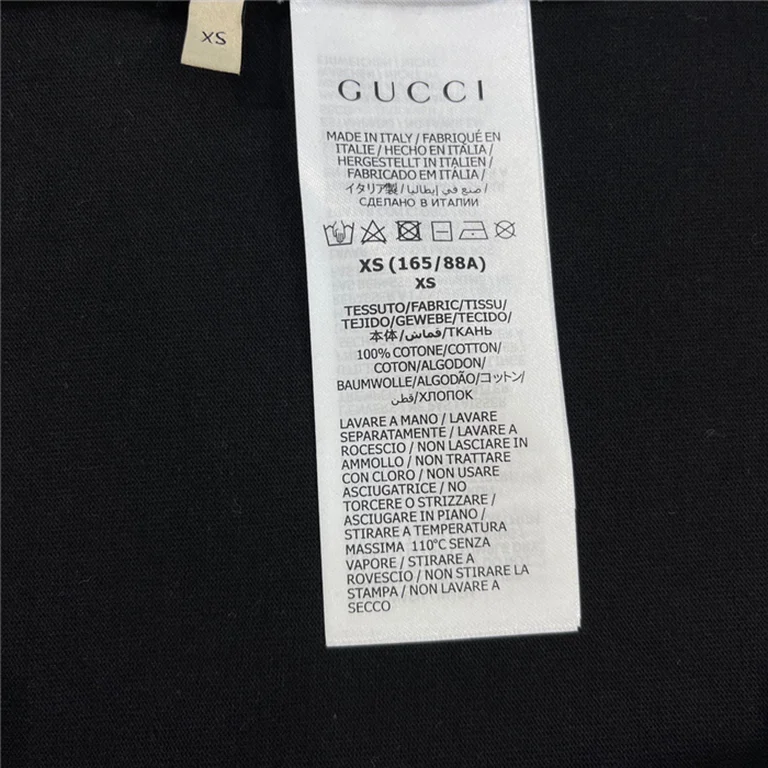 XS
GUCCI
MADE IN ITALY / FABRIQUÉ EN
ITALIE / HECHO EN ITALIA /
HERGESTELLT IN ITALIEN /
FABRICADO EM ITÁLIA /
イタリア製 / صنع في إيطاليا /
СДЕЛАНО В ИТАЛИИ
XS (165/88A)
XS
TESSUTO/FABRIC/TISSU/
TEJIDO/GEWEBE/TECIDO/
本体/قماش/ТКАНЬ
100% COTONE/COTTON/
COTON/ALGODON/
BAUMWOLLE/ALGODÃO/コットン/
قطن/ХЛОПОК
LAVARE A MANO / LAVARE
SEPARATAMENTE / LAVARE A
ROCESCIO / NON LASCIARE IN
AMMOLLO / NON TRATTARE
CON CLORO / NON USARE
ASCIUGATRICE / NO
TORCERE O STRIZZARE /
ASCIUGARE IN PIANO /
STIRARE A TEMPERATURA
MASSIMA 110°C SENZA
VAPORE / STIRARE A
ROVESCIO / NON STIRARE LA
STAMPA / NON LAVARE A
SECCO